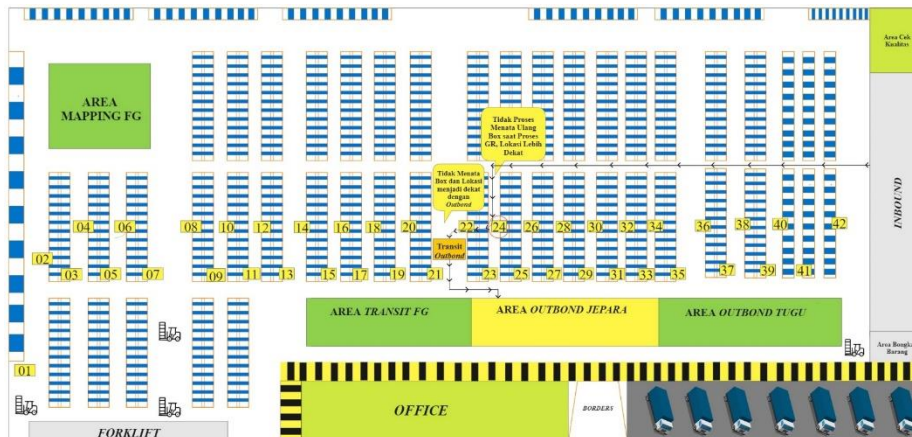 Area Cek
Kualitas
AREA
MAPPING FG
Tidak Proses
Menata Ulang
Box saat Proses
GR, Lokasi Lebih
Dekat
Tidak Menata
Box dan Lokasi
menjadi dekat
dengan
Outbond
INBOUND
04 06 08 10 12 14 16 18 20 22 24 26 28 30 32 34 36 38 40 42
Transit
Outbond
02
03 05 07 09 11 13 15 17 19 21 23 25 27 29 31 33 35 37 39 41
AREA TRANSIT FG
AREA OUTBOND JEPARA
AREA OUTBOND TUGU
Area Bongkar
Barang
01
OFFICE
BORDERS
FORKLIFT